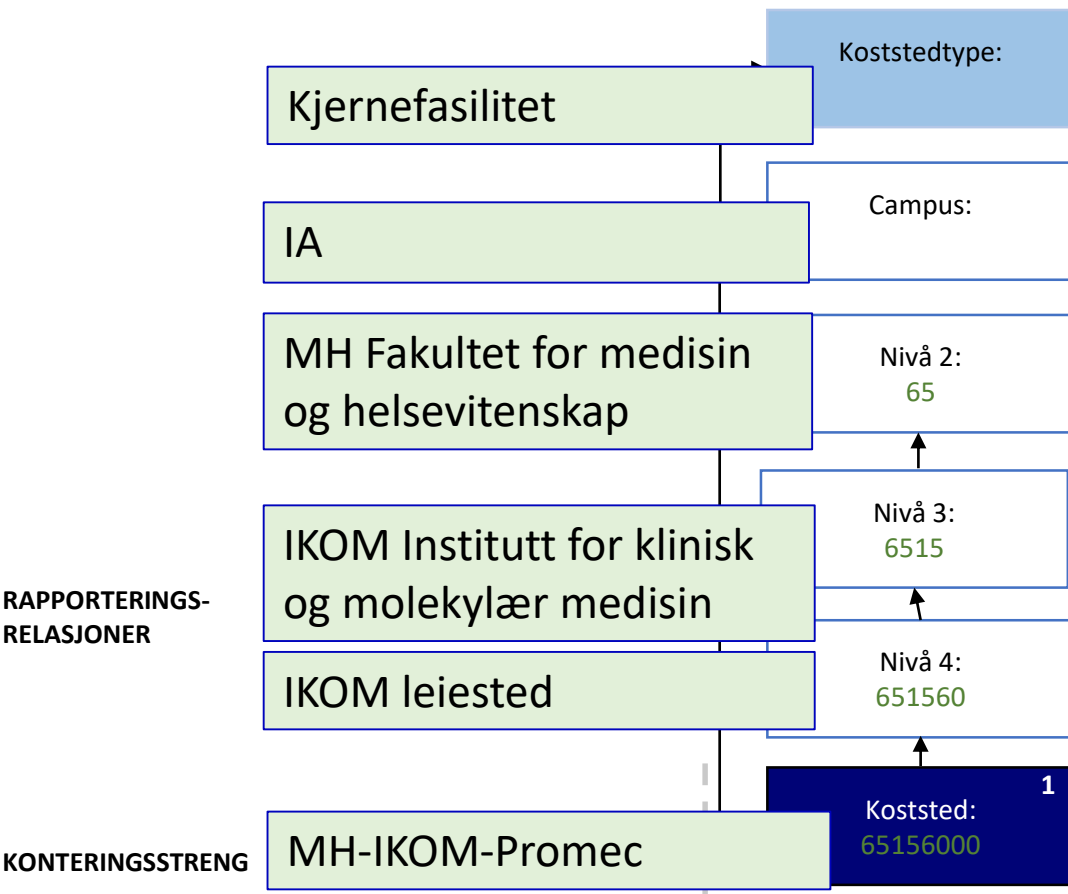 Koststedtype:
Kjernefasilitet
Campus:
IA
MH Fakultet for medisin
og helsevitenskap
Nivå 2:
65
IKOM Institutt for klinisk
og molekylær medisin
Nivå 3:
6515
RAPPORTERINGS-
RELASJONER
IKOM leiested
Nivå 4:
651560
1
Koststed:
65156000
MH-IKOM-Promec
KONTERINGSSTRENG